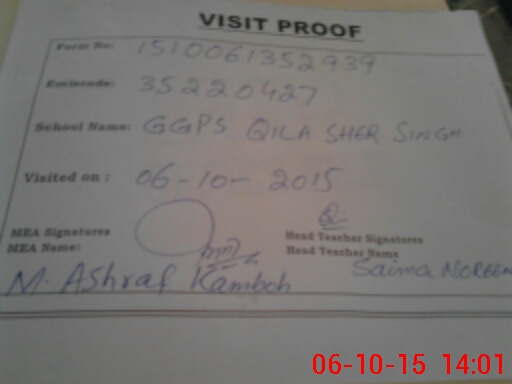 VISIT PROOF
Form No: 1510061352939
Emiscode: 35220427
School Name: GGPS QILA SHER SINGH
Visited on : 06-10-2015
MEA Signatures
Head Teacher Signatures
MEA Name:
Head Teacher Name
M. Ashraf Kamboh
Saima NOREEN
06-10-15 14:01